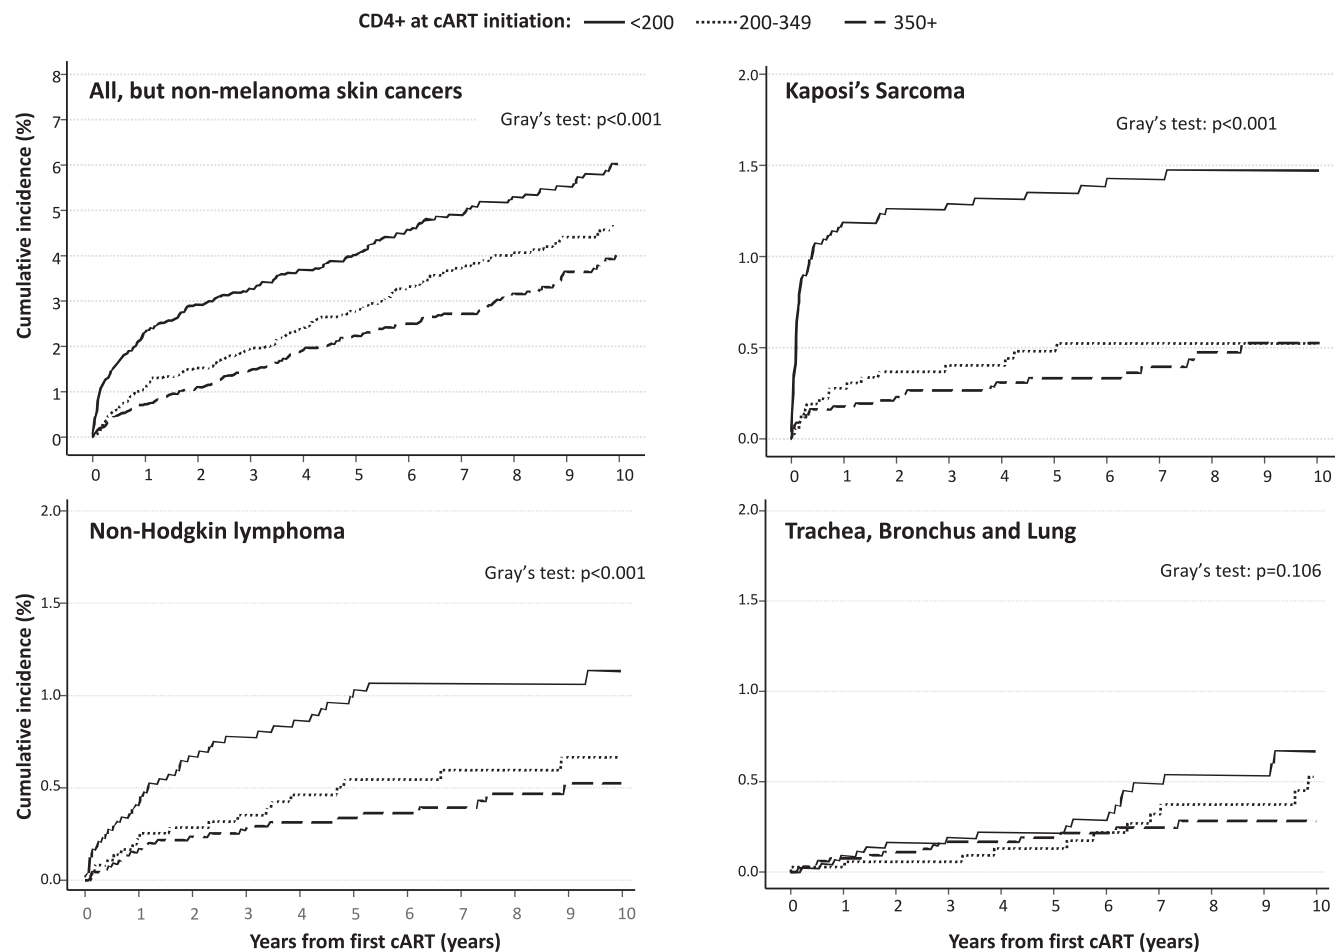 CD4+ at cART initiation: <200 200-349 350+
All, but non-melanoma skin cancers
Gray's test: p<0.001
Cumulative incidence (%)
8
7
6
5
4
3
2
1
0
0 1 2 3 4 5 6 7 8 9 10
Kaposi's Sarcoma
Gray's test: p<0.001
2.0
1.5
1.0
0.5
0.0
0 1 2 3 4 5 6 7 8 9 10
Non-Hodgkin lymphoma
Gray's test: p<0.001
Cumulative incidence (%)
2.0
1.5
1.0
0.5
0.0
0 1 2 3 4 5 6 7 8 9 10
Years from first cART (years)
Trachea, Bronchus and Lung
Gray's test: p=0.106
2.0
1.5
1.0
0.5
0.0
0 1 2 3 4 5 6 7 8 9 10
Years from first cART (years)